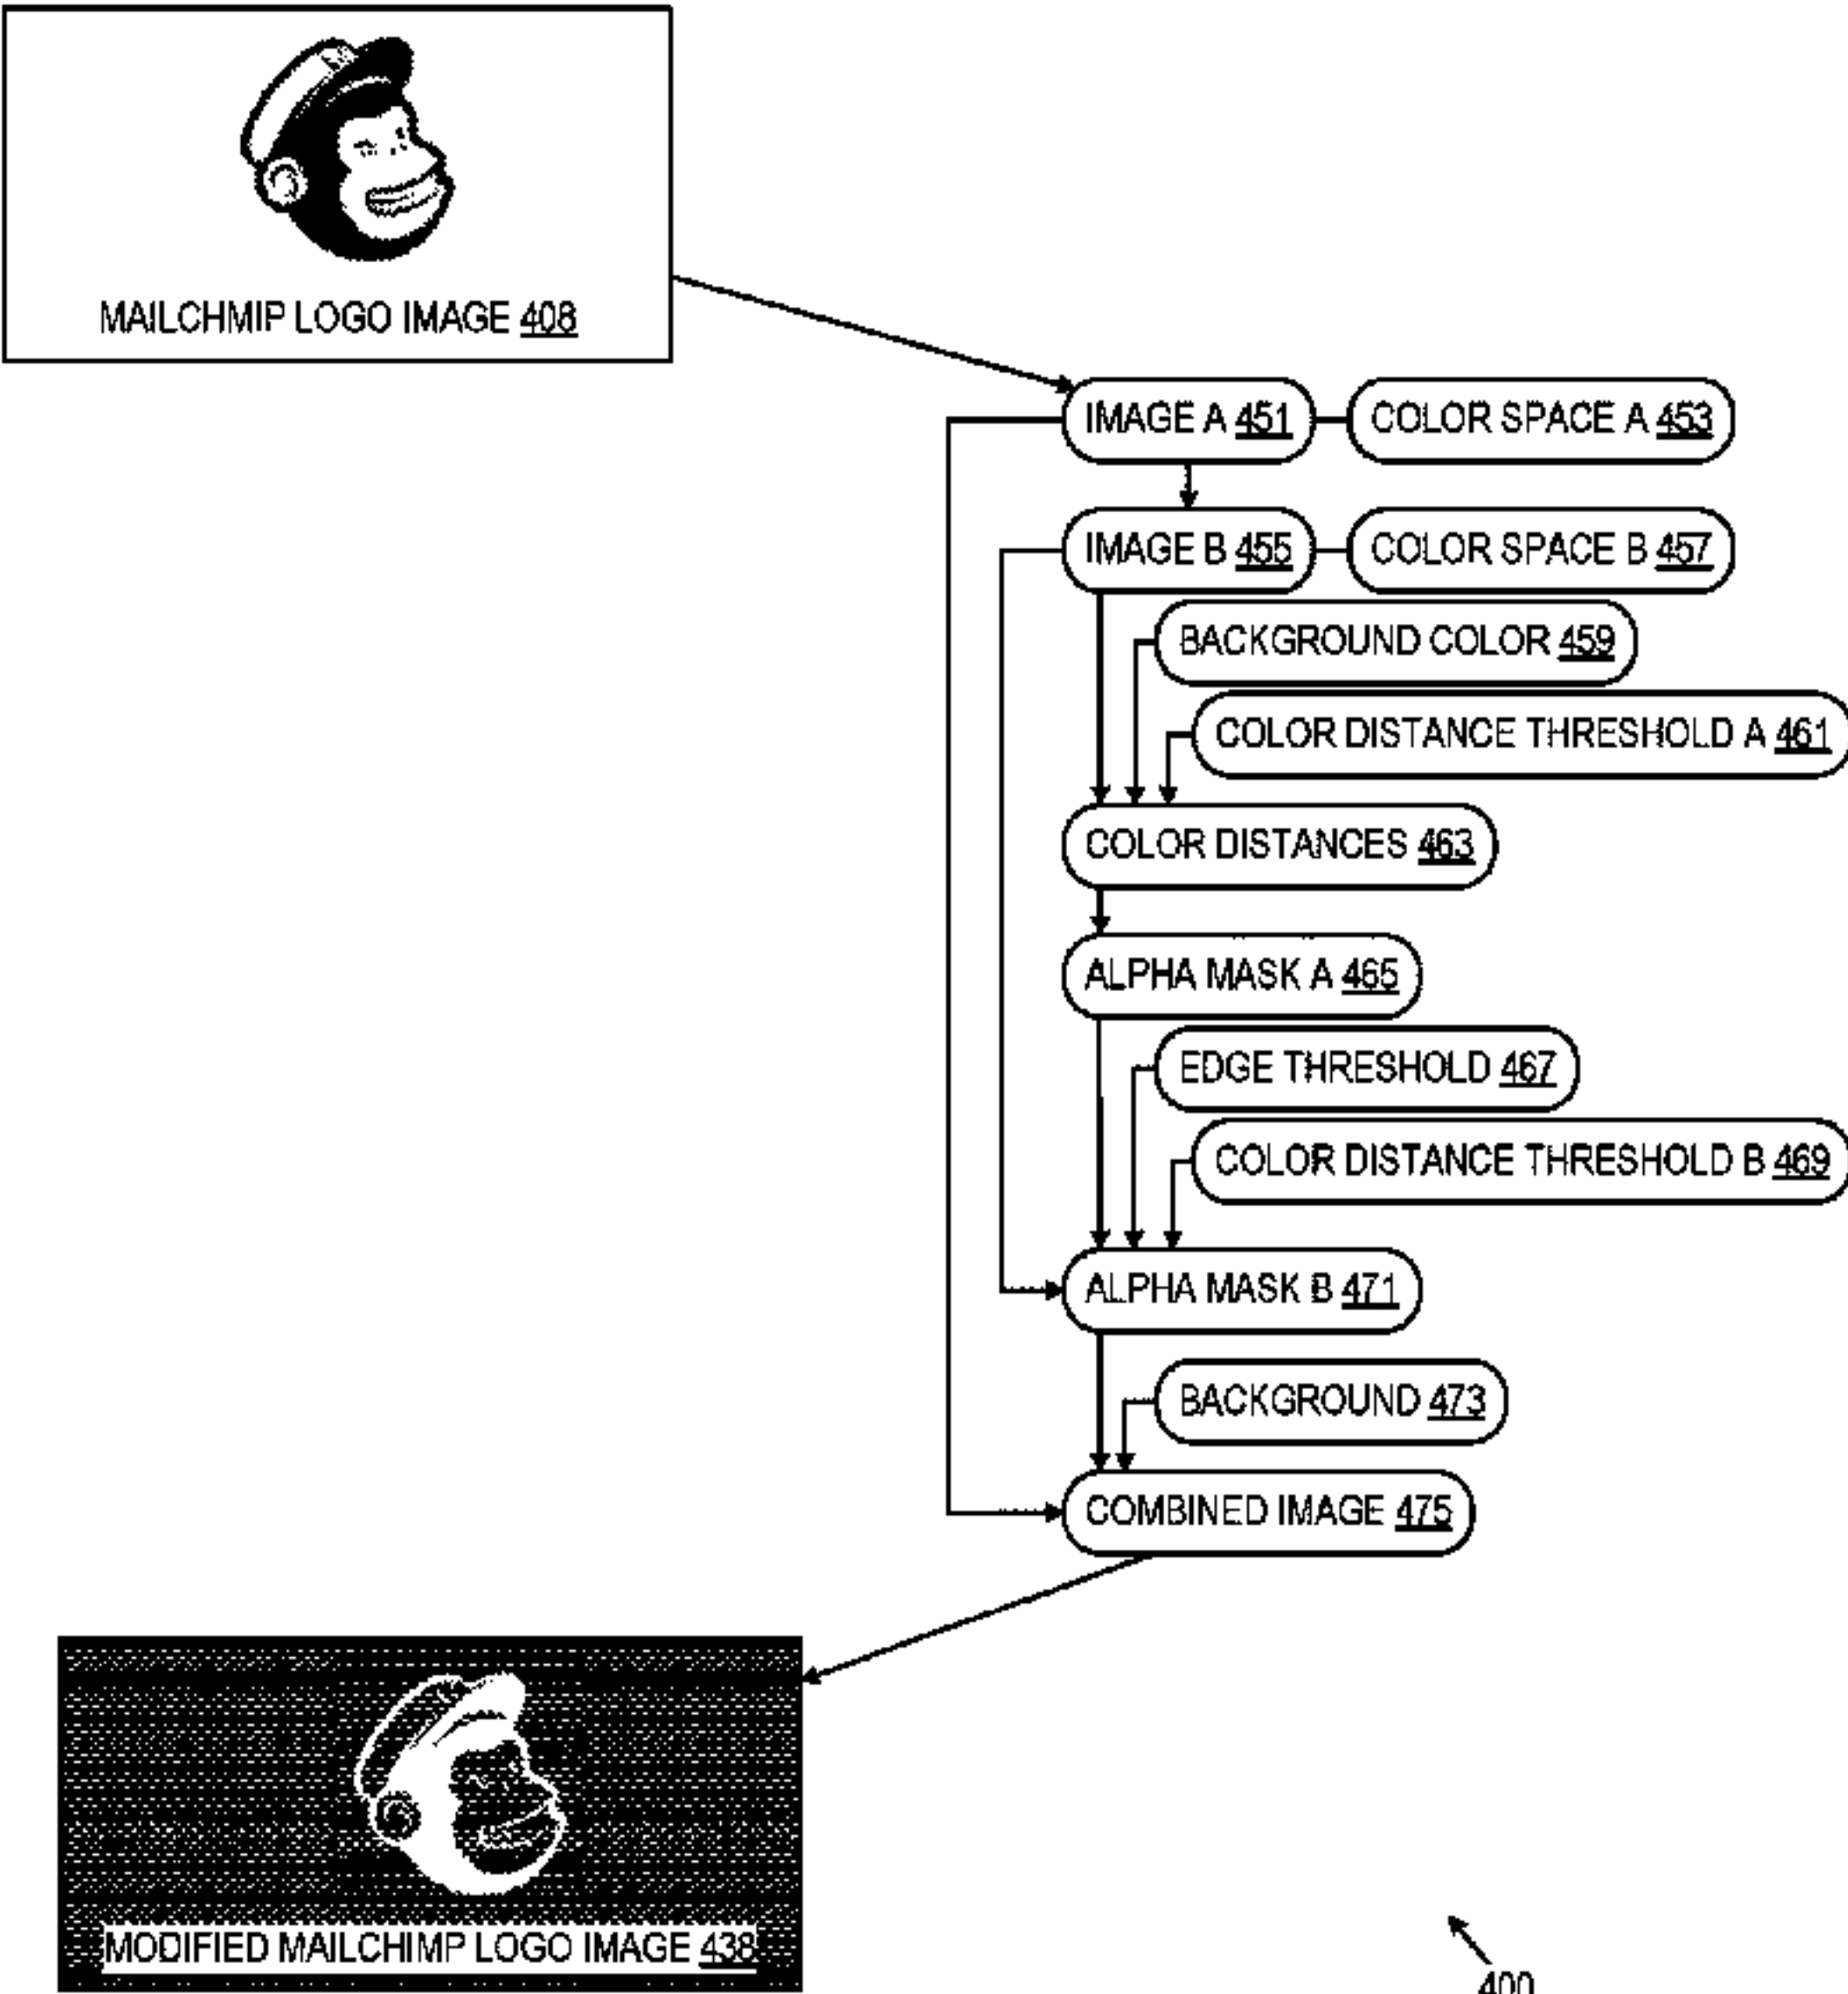 MAILCHMIP LOGO IMAGE 408
IMAGE A 451
COLOR SPACE A 453
IMAGE B 455
COLOR SPACE B 457
BACKGROUND COLOR 459
COLOR DISTANCE THRESHOLD A 461
COLOR DISTANCES 463
ALPHA MASK A 465
EDGE THRESHOLD 467
COLOR DISTANCE THRESHOLD B 469
ALPHA MASK B 471
BACKGROUND 473
COMBINED IMAGE 475
MODIFIED MAILCHIMP LOGO IMAGE 438
400